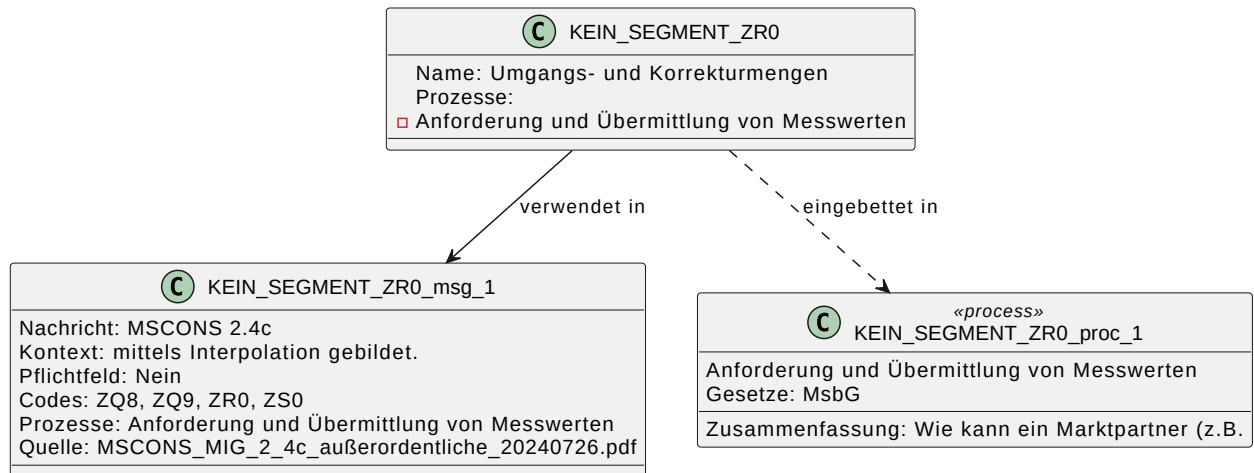 C KEIN_SEGMENT_ZR0
Name: Umgangs- und Korrekturmengen
Prozesse:
Anforderung und Übermittlung von Messwerten
verwendet in
eingebettet in
C KEIN_SEGMENT_ZR0_msg_1
Nachricht: MSCONS 2.4c
Kontext: mittels Interpolation gebildet.
Pflichtfeld: Nein
Codes: ZQ8, ZQ9, ZR0, ZS0
Prozesse: Anforderung und Übermittlung von Messwerten
Quelle: MSCONS_MIG_2_4c_außerordentliche_20240726.pdf
«process»
C KEIN_SEGMENT_ZR0_proc_1
Anforderung und Übermittlung von Messwerten
Gesetze: MsbG
Zusammenfassung: Wie kann ein Marktpartner (z.B.